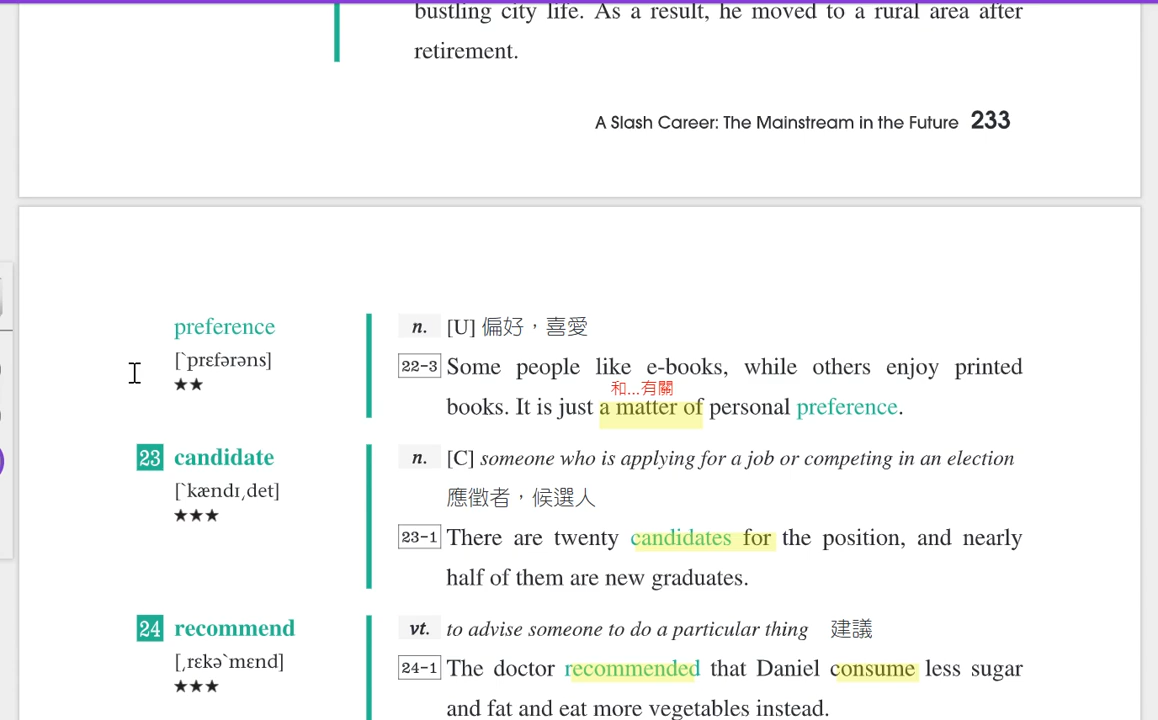 bustling city life. As a result, he moved to a rural area after
retirement.
A Slash Career: The Mainstream in the Future 233
preference n. [U] 偏好，喜愛
[ˋprɛfərəns]
★★
22-3 Some people like e-books, while others enjoy printed
和...有關
books. It is just a matter of personal preference.
23 candidate n. [C] someone who is applying for a job or competing in an election
[ˋkændɪˏdet] 應徵者，候選人
★★★
23-1 There are twenty candidates for the position, and nearly
half of them are new graduates.
24 recommend vt. to advise someone to do a particular thing 建議
[ˏrɛkəˋmɛnd]
★★★
24-1 The doctor recommended that Daniel consume less sugar
and fat and eat more vegetables instead.